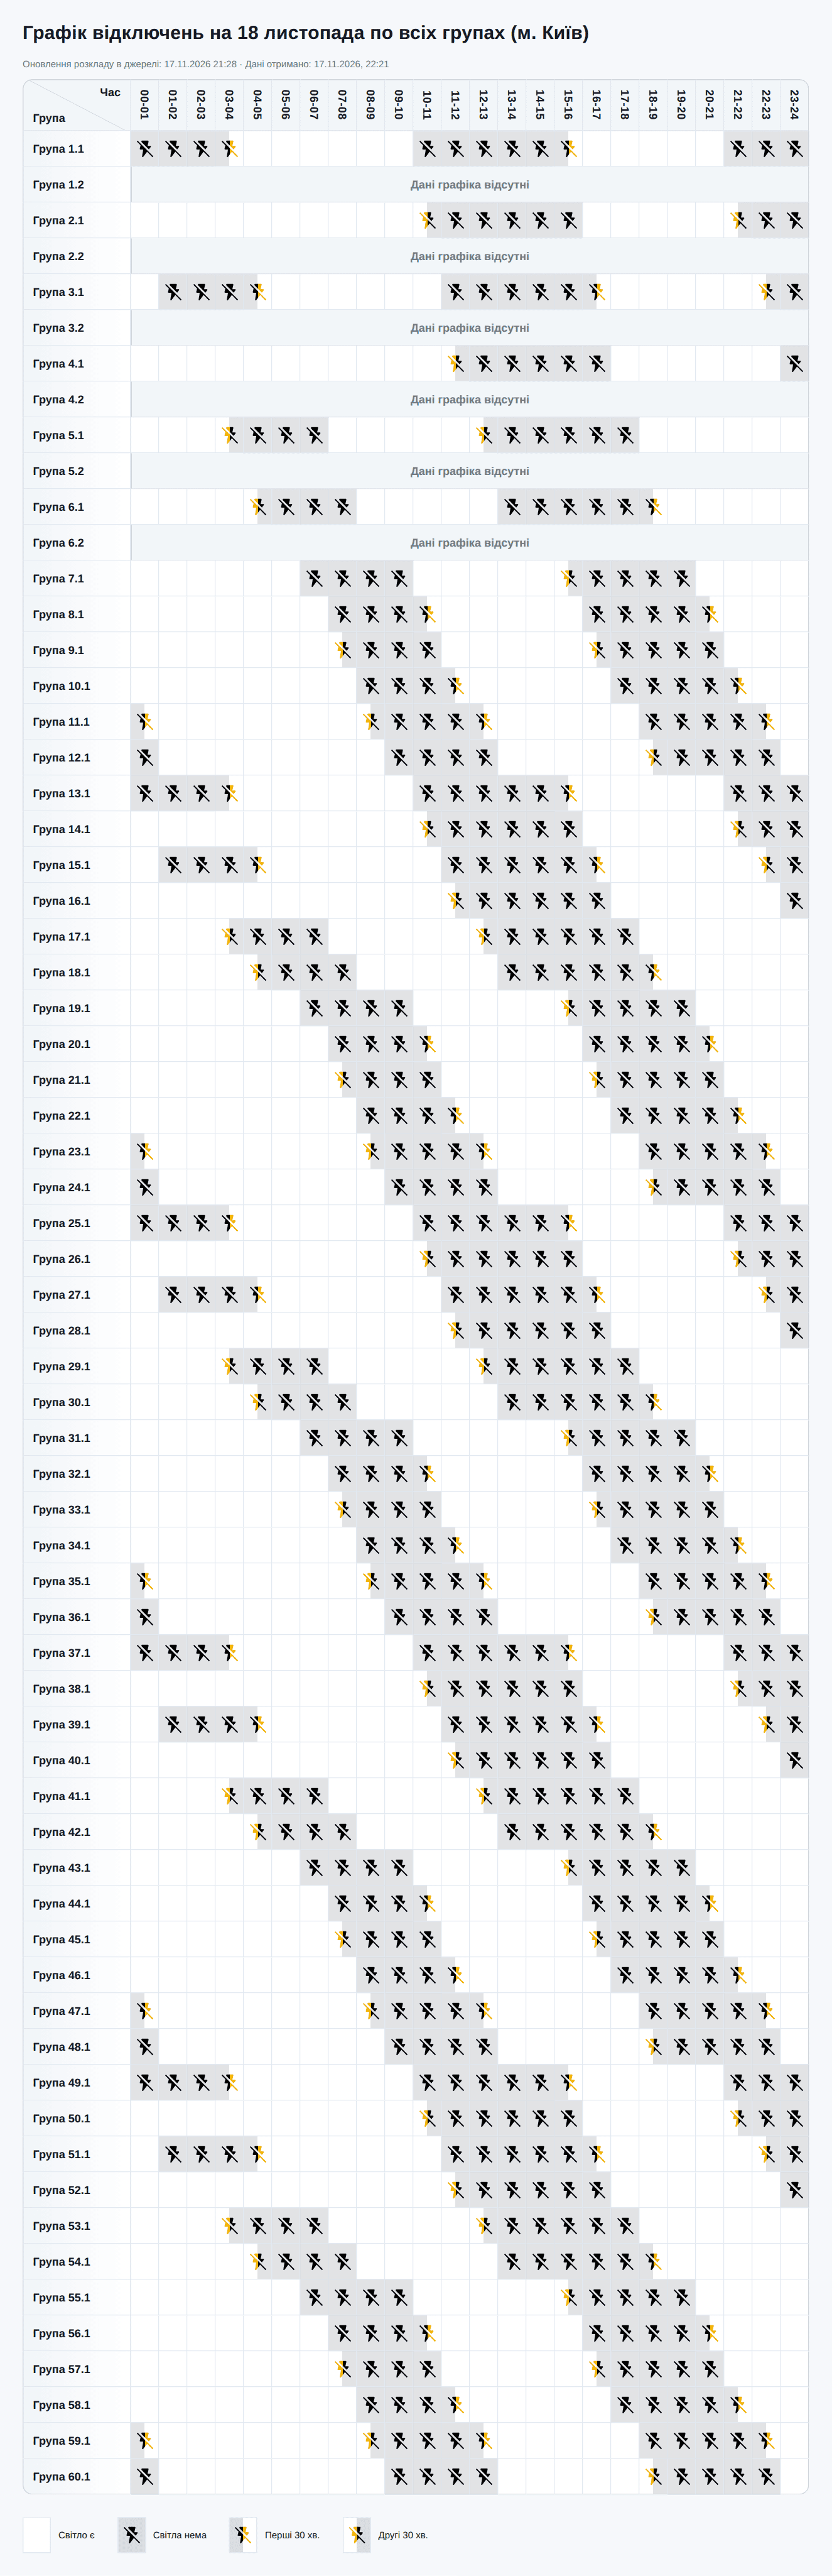 Графік відключень на 18 листопада по всіх групах (м. Київ)
Оновлення розкладу в джерелі: 17.11.2026 21:28 · Дані отримано: 17.11.2026, 22:21
Час
Група
00-01 01-02 02-03 03-04 04-05 05-06 06-07 07-08 08-09 09-10 10-11 11-12 12-13 13-14 14-15 15-16 16-17 17-18 18-19 19-20 20-21 21-22 22-23 23-24
Група 1.1
Група 1.2 Дані графіка відсутні
Група 2.1
Група 2.2 Дані графіка відсутні
Група 3.1
Група 3.2 Дані графіка відсутні
Група 4.1
Група 4.2 Дані графіка відсутні
Група 5.1
Група 5.2 Дані графіка відсутні
Група 6.1
Група 6.2 Дані графіка відсутні
Група 7.1
Група 8.1
Група 9.1
Група 10.1
Група 11.1
Група 12.1
Група 13.1
Група 14.1
Група 15.1
Група 16.1
Група 17.1
Група 18.1
Група 19.1
Група 20.1
Група 21.1
Група 22.1
Група 23.1
Група 24.1
Група 25.1
Група 26.1
Група 27.1
Група 28.1
Група 29.1
Група 30.1
Група 31.1
Група 32.1
Група 33.1
Група 34.1
Група 35.1
Група 36.1
Група 37.1
Група 38.1
Група 39.1
Група 40.1
Група 41.1
Група 42.1
Група 43.1
Група 44.1
Група 45.1
Група 46.1
Група 47.1
Група 48.1
Група 49.1
Група 50.1
Група 51.1
Група 52.1
Група 53.1
Група 54.1
Група 55.1
Група 56.1
Група 57.1
Група 58.1
Група 59.1
Група 60.1
Світло є Світла нема Перші 30 хв. Другі 30 хв.